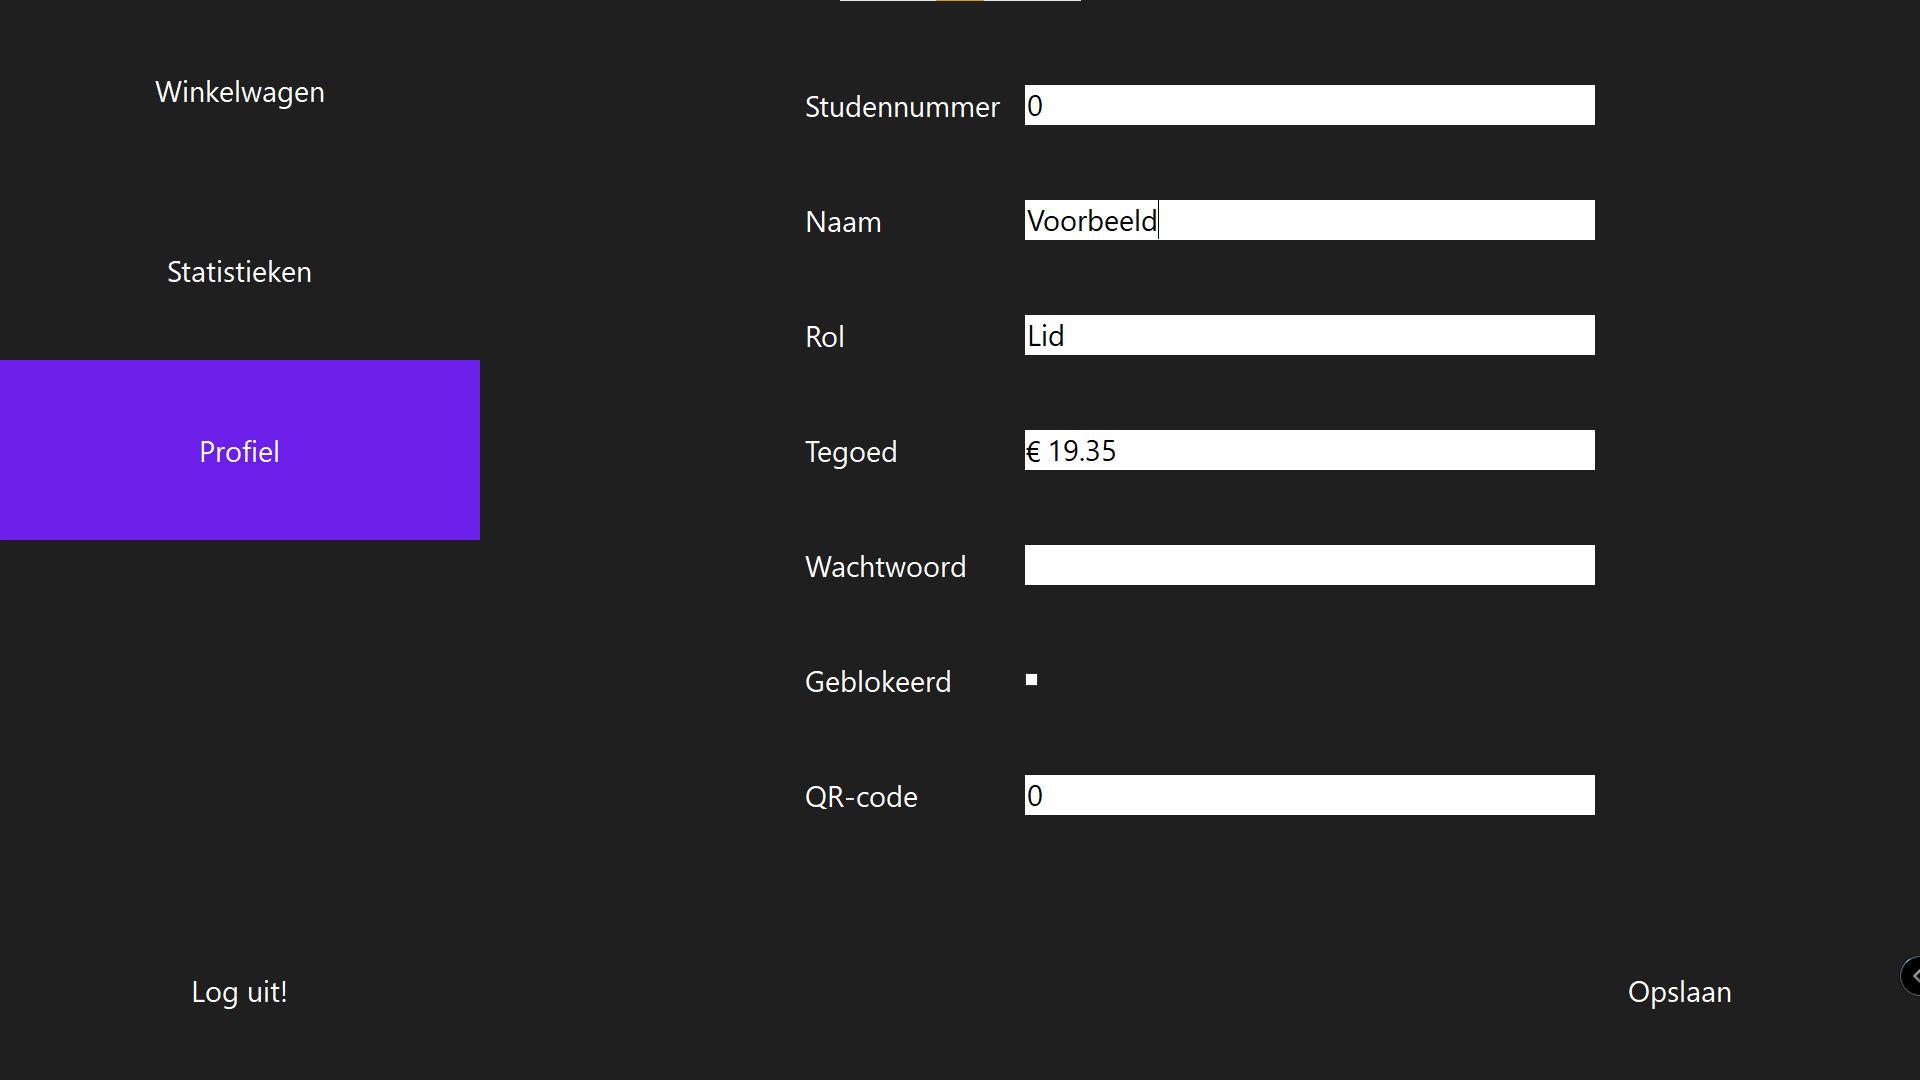 Winkelwagen
Statistieken
Profiel
Log uit!
Studennummer 0
Naam Voorbeeld
Rol Lid
Tegoed € 19.35
Wachtwoord
Geblokeerd
QR-code 0
Opslaan